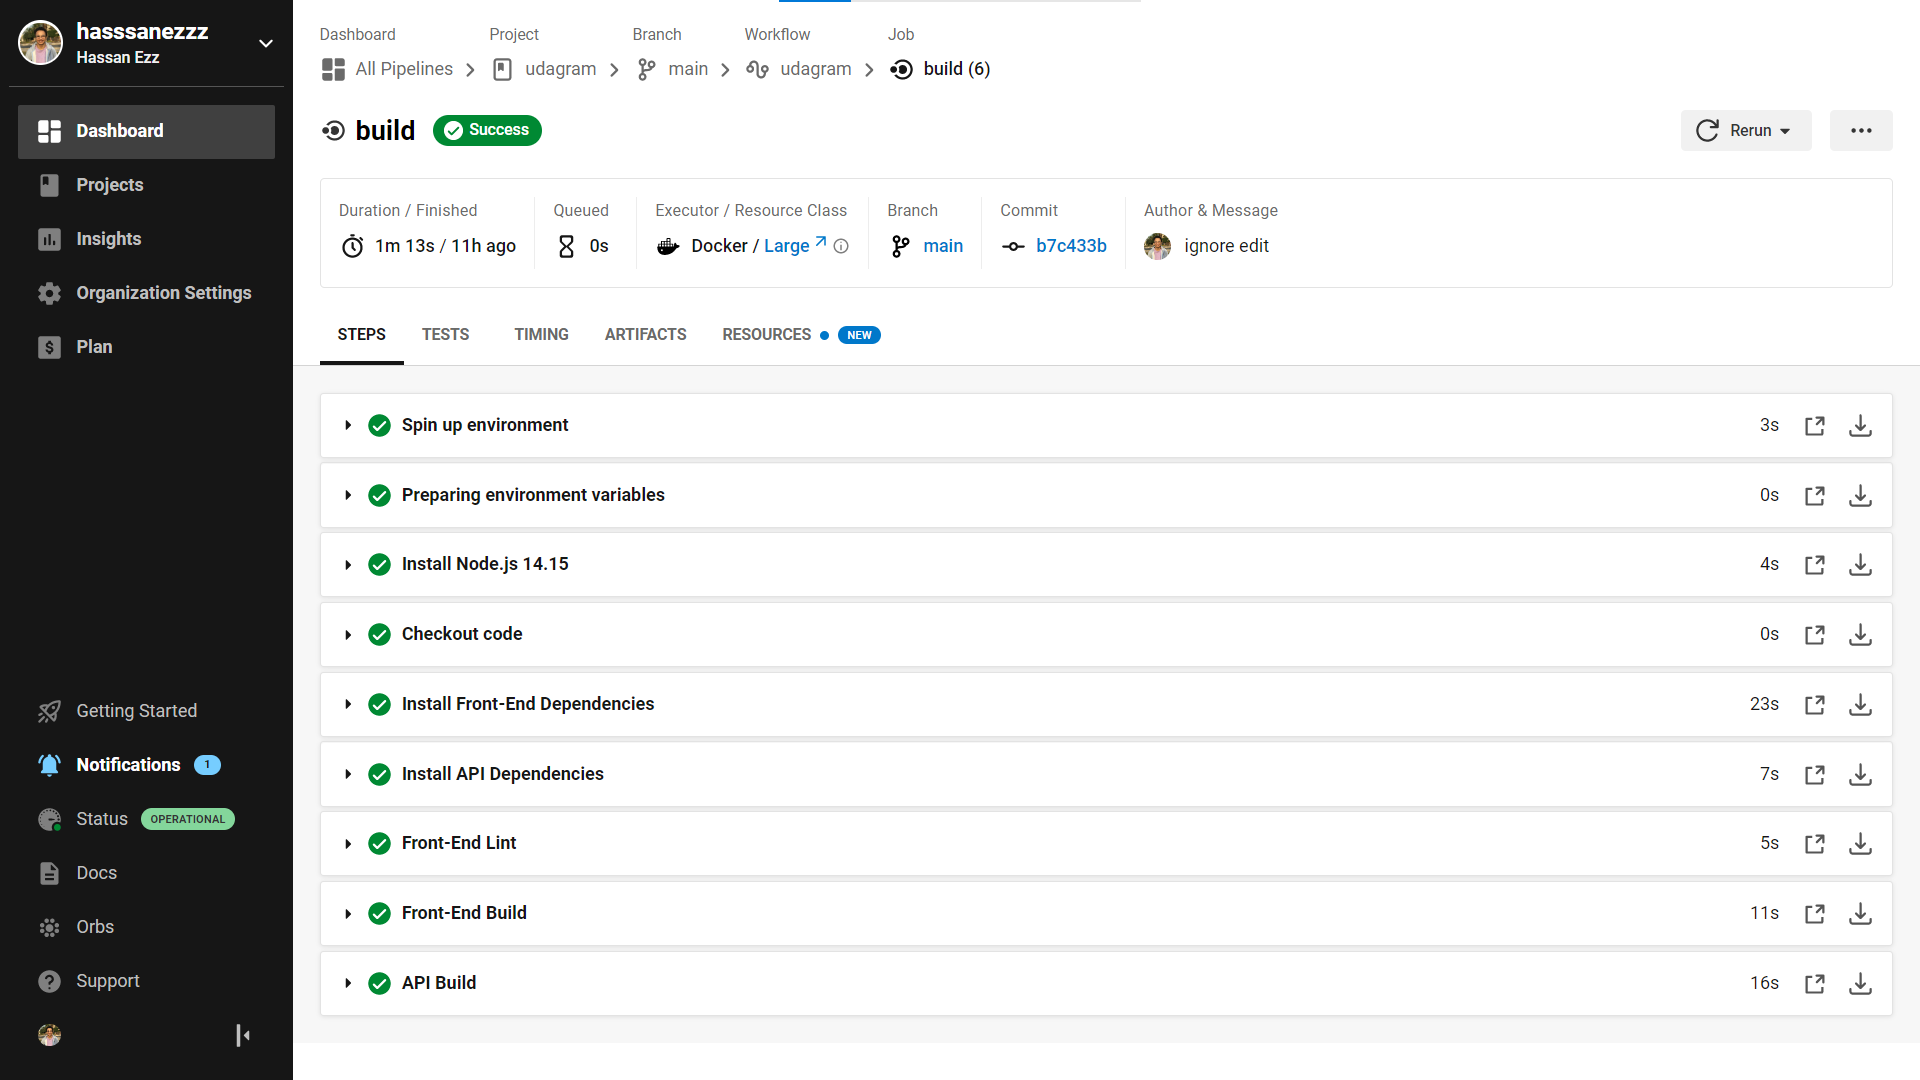 hasssanezzz
Hassan Ezz
Dashboard
Projects
Insights
Organization Settings
Plan
Getting Started
Notifications 1
Status OPERATIONAL
Docs
Orbs
Support
Dashboard Project Branch Workflow Job
All Pipelines udagram main udagram build (6)
build Success Rerun
Duration / Finished Queued Executor / Resource Class Branch Commit Author & Message
1m 13s / 11h ago 0s Docker / Large main b7c433b ignore edit
STEPS TESTS TIMING ARTIFACTS RESOURCES NEW
Spin up environment 3s
Preparing environment variables 0s
Install Node.js 14.15 4s
Checkout code 0s
Install Front-End Dependencies 23s
Install API Dependencies 7s
Front-End Lint 5s
Front-End Build 11s
API Build 16s